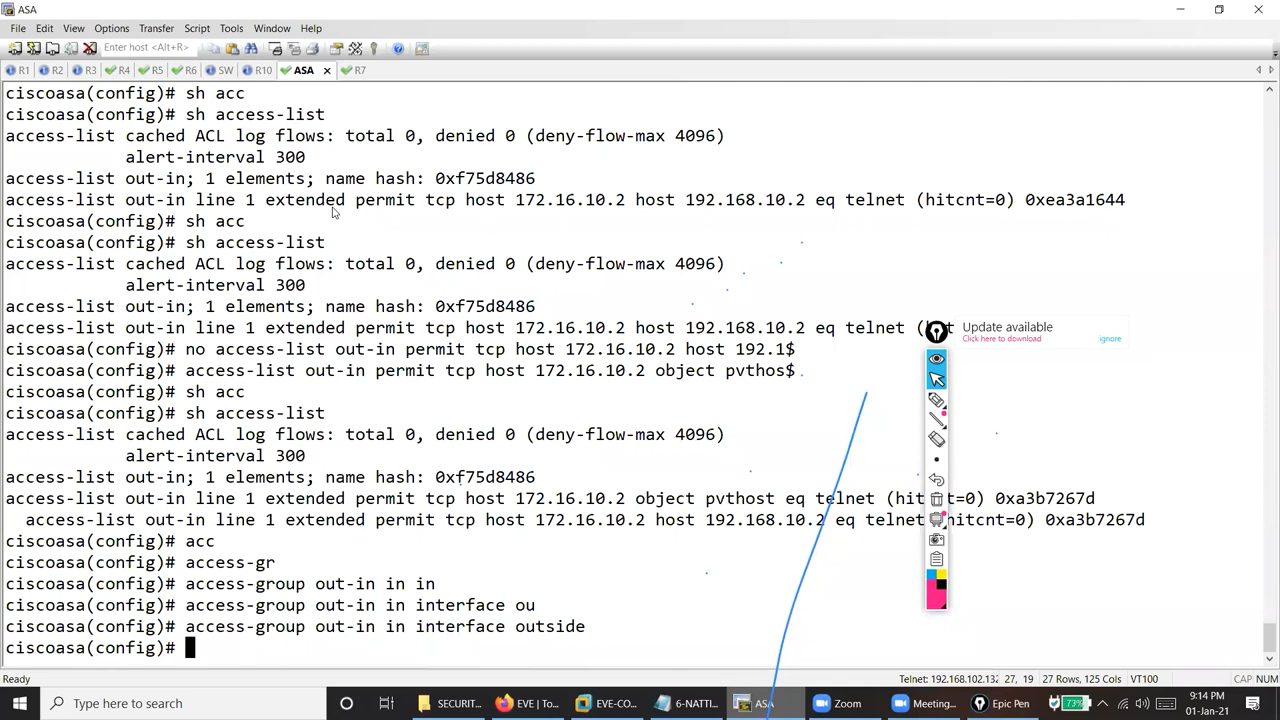 ASA
File Edit View Options Transfer Script Tools Window Help
Enter host <Alt+R>
R1 R2 R3 R4 R5 R6 SW R10 ASA R7
ciscoasa(config)# sh acc
ciscoasa(config)# sh access-list
access-list cached ACL log flows: total 0, denied 0 (deny-flow-max 4096)
alert-interval 300
access-list out-in; 1 elements; name hash: 0xf75d8486
access-list out-in line 1 extended permit tcp host 172.16.10.2 host 192.168.10.2 eq telnet (hitcnt=0) 0xea3a1644
ciscoasa(config)# sh acc
ciscoasa(config)# sh access-list
access-list cached ACL log flows: total 0, denied 0 (deny-flow-max 4096)
alert-interval 300
access-list out-in; 1 elements; name hash: 0xf75d8486
access-list out-in line 1 extended permit tcp host 172.16.10.2 host 192.168.10.2 eq telnet
Update available
Click here to download ignore
ciscoasa(config)# no access-list out-in permit tcp host 172.16.10.2 host 192.1$
ciscoasa(config)# access-list out-in permit tcp host 172.16.10.2 object pvthos$
ciscoasa(config)# sh acc
ciscoasa(config)# sh access-list
access-list cached ACL log flows: total 0, denied 0 (deny-flow-max 4096)
alert-interval 300
access-list out-in; 1 elements; name hash: 0xf75d8486
access-list out-in line 1 extended permit tcp host 172.16.10.2 object pvthost eq telnet (hit =0) 0xa3b7267d
access-list out-in line 1 extended permit tcp host 172.16.10.2 host 192.168.10.2 eq telnet hitcnt=0) 0xa3b7267d
ciscoasa(config)# acc
ciscoasa(config)# access-gr
ciscoasa(config)# access-group out-in in in
ciscoasa(config)# access-group out-in in interface ou
ciscoasa(config)# access-group out-in in interface outside
ciscoasa(config)#
Ready Telnet: 192.168.102.132 27, 19 27 Rows, 125 Cols VT100 CAP NUM
Type here to search SECURIT... EVE | To... EVE-CO... 6-NATTI... ASA Zoom Meeting... Epic Pen 73% 9:14 PM
01-Jan-21